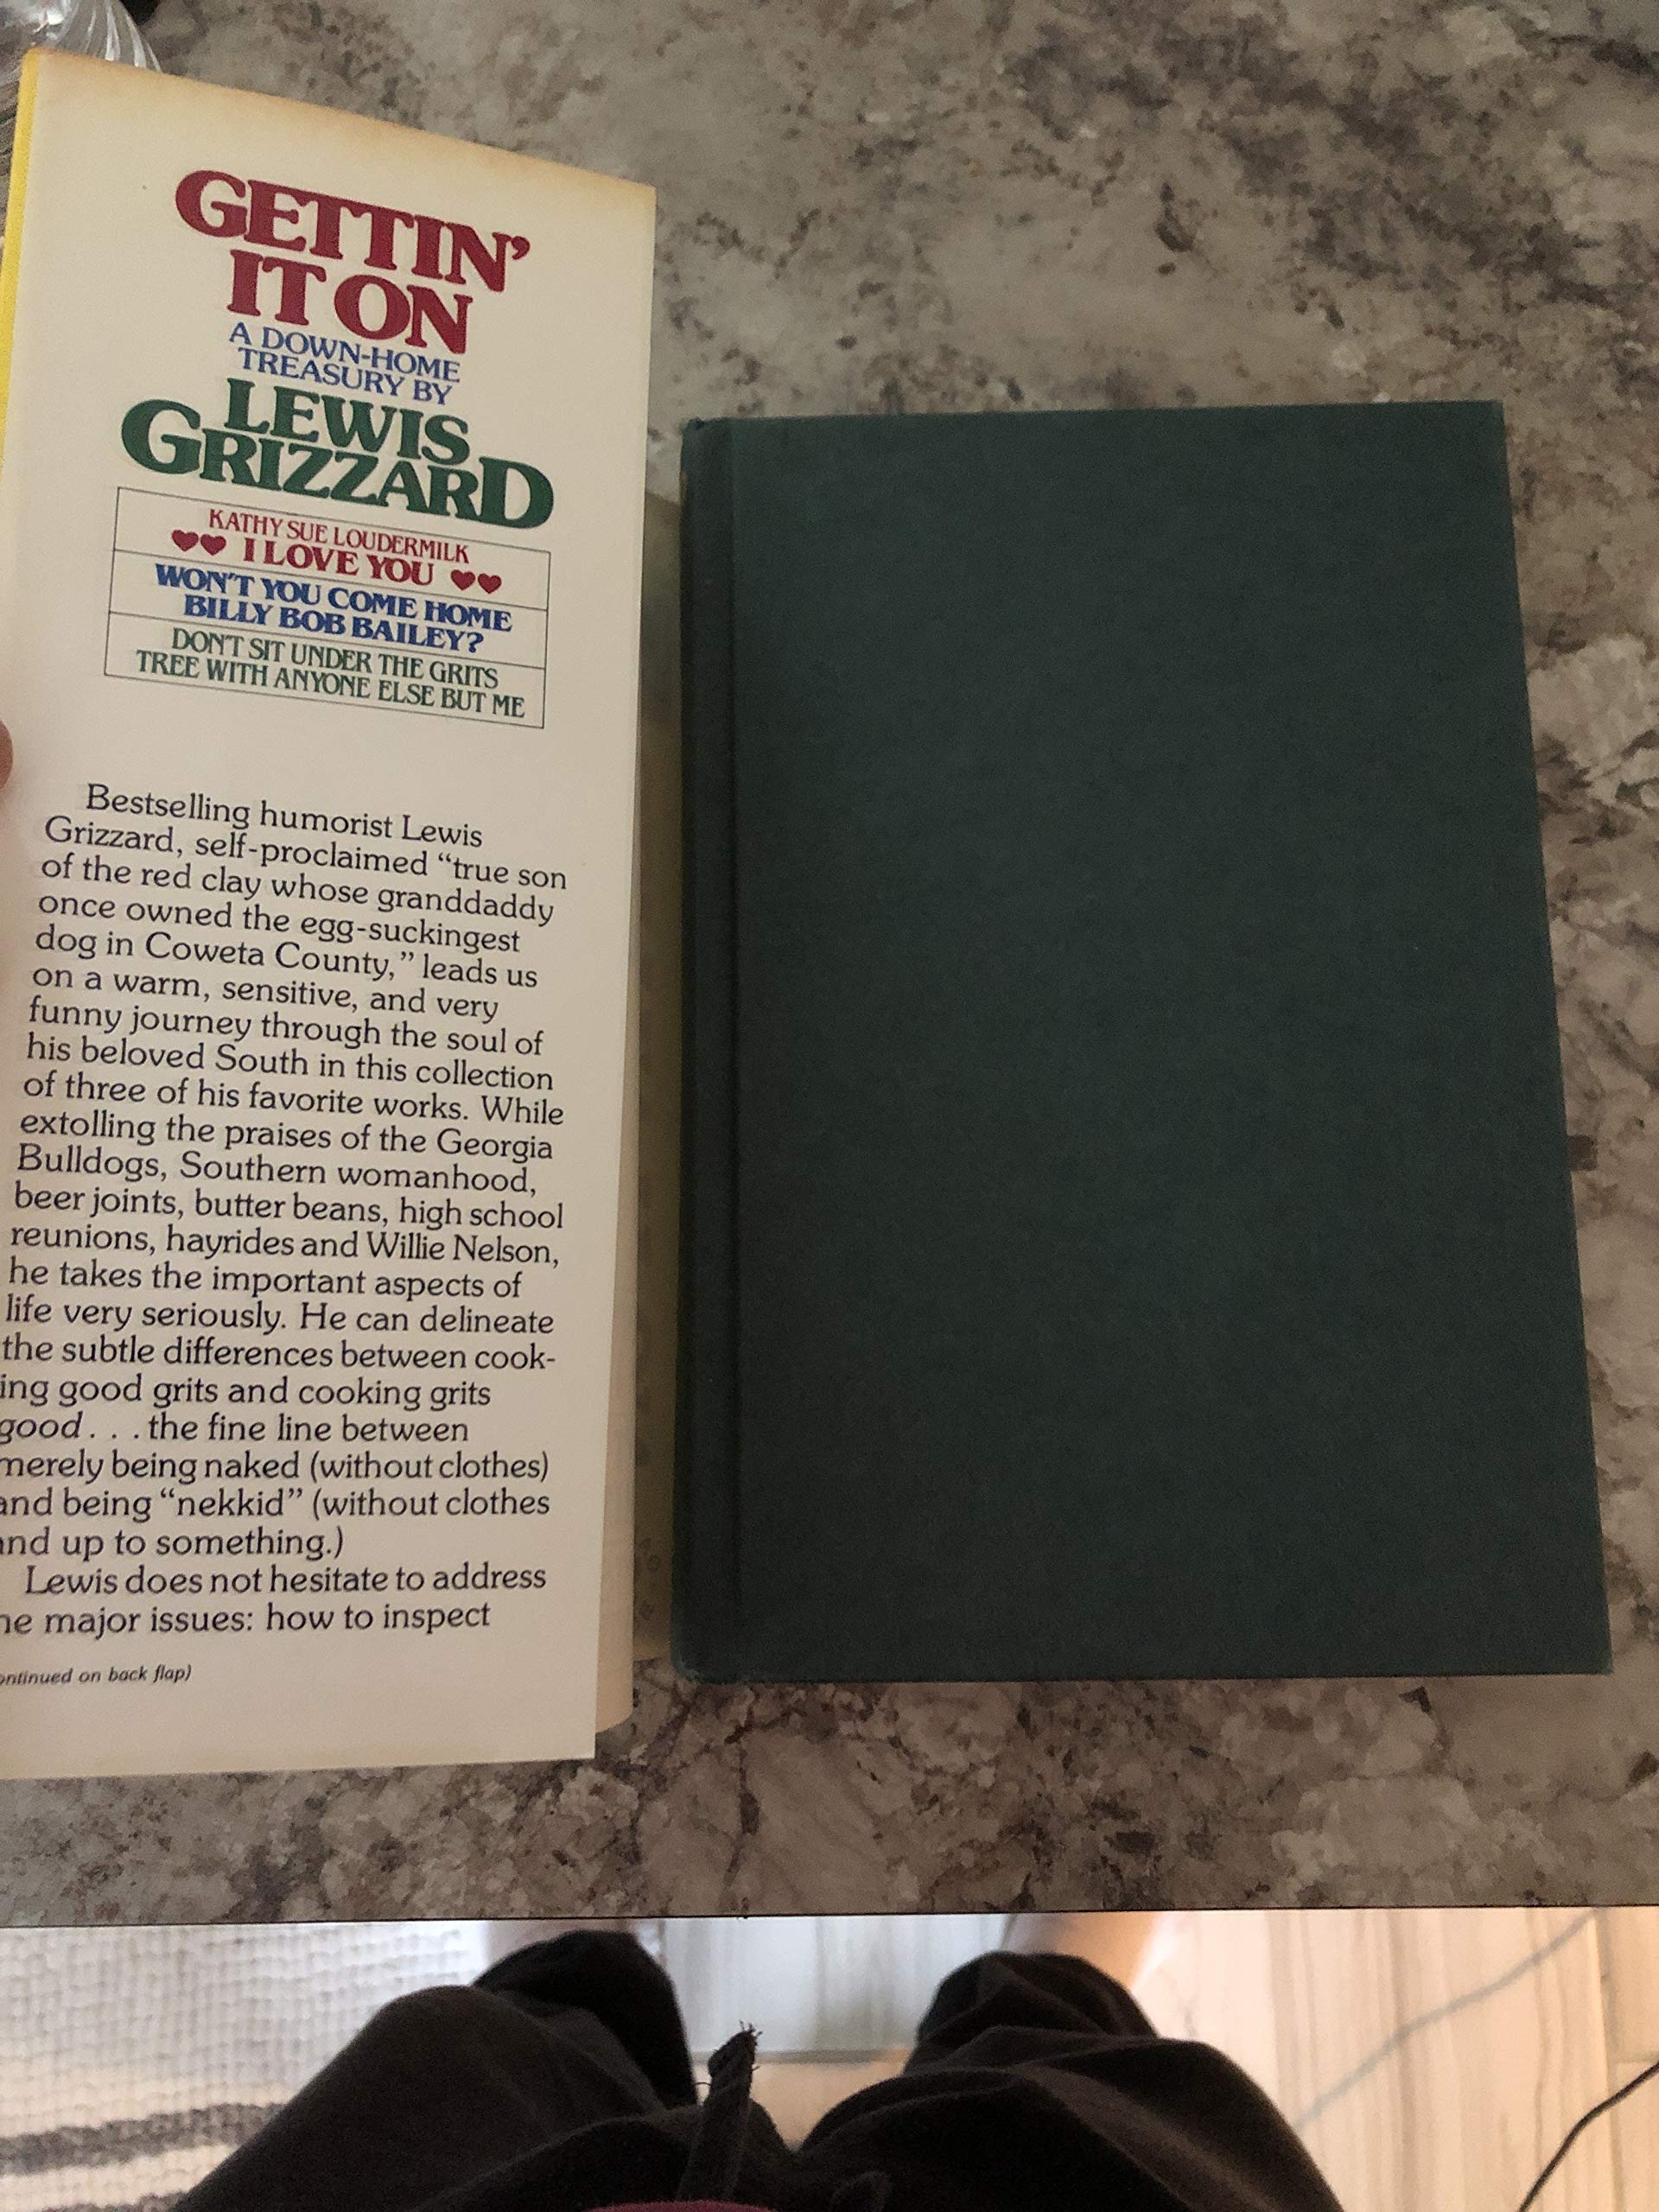 GETTIN'
IT ON
A DOWN-HOME
TREASURY BY
LEWIS
GRIZZARD
KATHY SUE LOUDERMILK
I LOVE YOU
WON'T YOU COME HOME
BILLY BOB BAILEY?
DON'T SIT UNDER THE GRITS
TREE WITH ANYONE ELSE BUT ME
Bestselling humorist Lewis
Grizzard, self-proclaimed “true son
of the red clay whose granddaddy
once owned the egg-suckingest
dog in Coweta County,” leads us
on a warm, sensitive, and very
funny journey through the soul of
his beloved South in this collection
of three of his favorite works. While
extolling the praises of the Georgia
Bulldogs, Southern womanhood,
beer joints, butter beans, high school
reunions, hayrides and Willie Nelson,
he takes the important aspects of
life very seriously. He can delineate
the subtle differences between cook-
ing good grits and cooking grits
good . . . the fine line between
merely being naked (without clothes)
and being “nekkid” (without clothes
and up to something.)
Lewis does not hesitate to address
he major issues: how to inspect
ontinued on back flap)